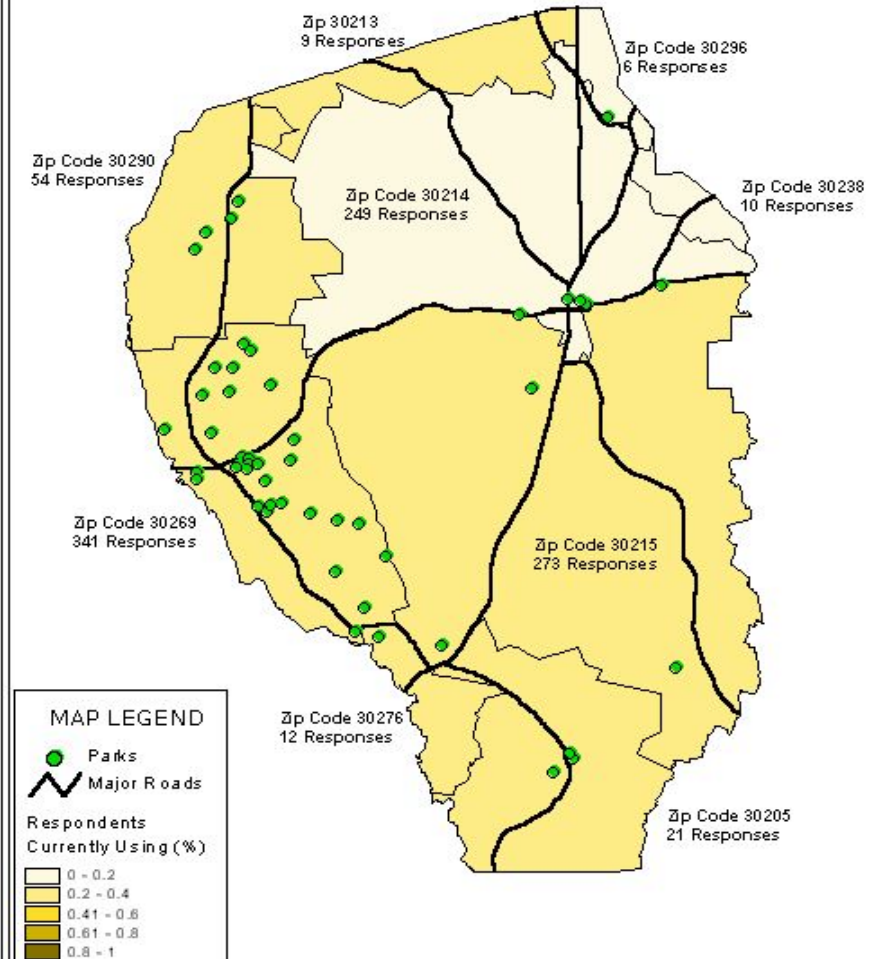 Zip 30213
9 Responses
Zip Code 30296
6 Responses
Zip Code 30290
54 Responses
Zip Code 30214
249 Responses
Zip Code 30238
10 Responses
Zip Code 30269
341 Responses
Zip Code 30215
273 Responses
Zip Code 30276
12 Responses
Zip Code 30205
21 Responses
MAP LEGEND
Parks
Major Roads
Respondents
Currently Using (%)
0 - 0.2
0.2 - 0.4
0.41 - 0.6
0.61 - 0.8
0.8 - 1